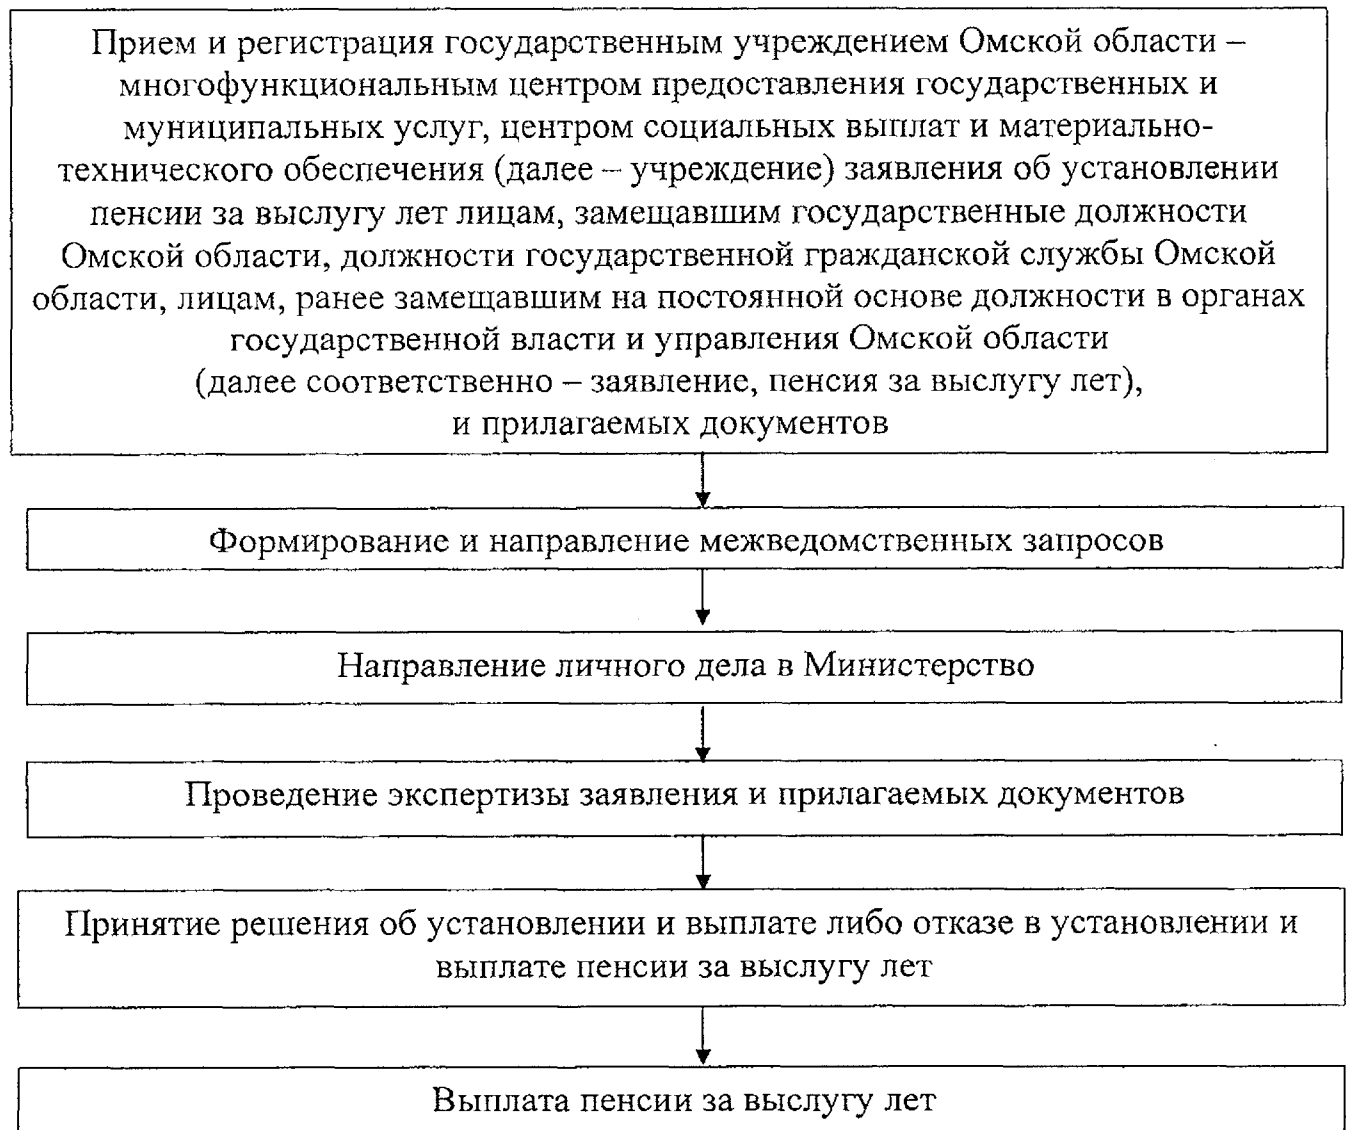 Прием и регистрация государственным учреждением Омской области –
многофункциональным центром предоставления государственных и
муниципальных услуг, центром социальных выплат и материально-
технического обеспечения (далее – учреждение) заявления об установлении
пенсии за выслугу лет лицам, замещавшим государственные должности
Омской области, должности государственной гражданской службы Омской
области, лицам, ранее замещавшим на постоянной основе должности в органах
государственной власти и управления Омской области
(далее соответственно – заявление, пенсия за выслугу лет),
и прилагаемых документов
Формирование и направление межведомственных запросов
Направление личного дела в Министерство
Проведение экспертизы заявления и прилагаемых документов
Принятие решения об установлении и выплате либо отказе в установлении и
выплате пенсии за выслугу лет
Выплата пенсии за выслугу лет